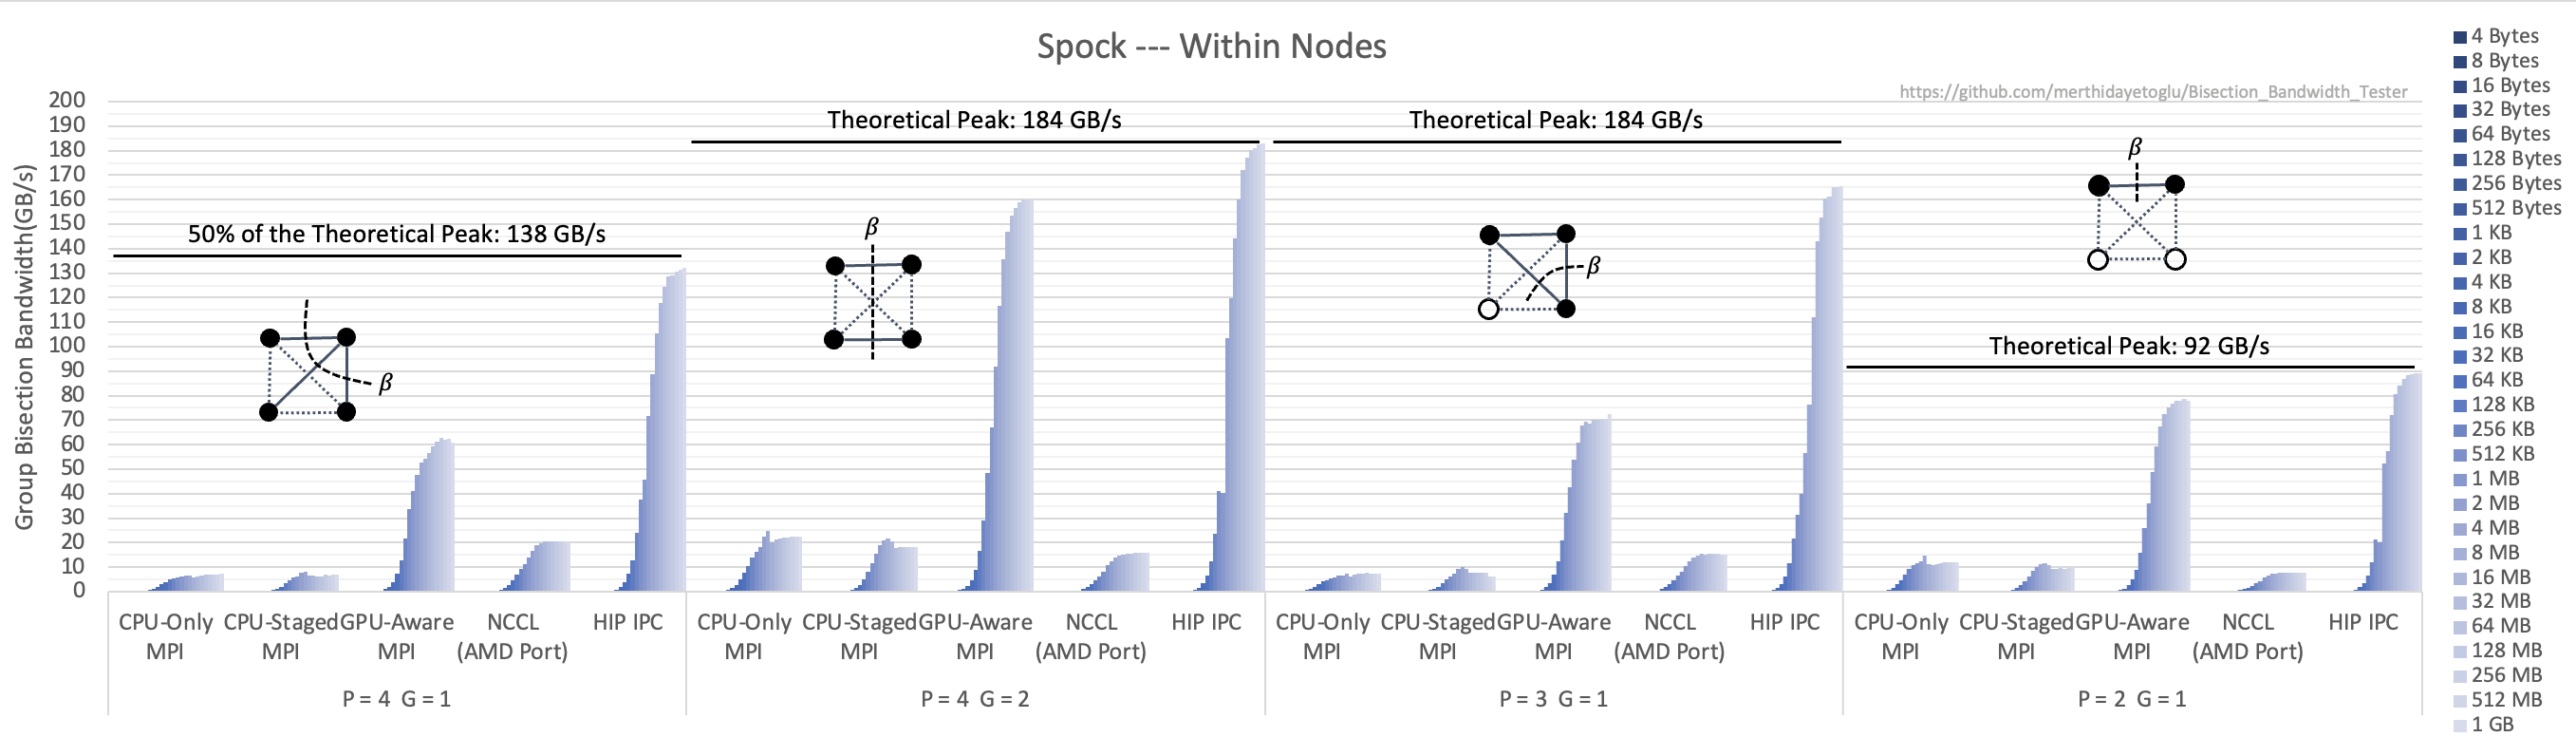 Spock --- Within Nodes
https://github.com/merthidayetoglu/Bisection_Bandwidth_Tester
Group Bisection Bandwidth(GB/s)
200
190
180
170
160
150
140
130
120
110
100
90
80
70
60
50
40
30
20
10
0
50% of the Theoretical Peak: 138 GB/s
β
Theoretical Peak: 184 GB/s
β
Theoretical Peak: 184 GB/s
β
Theoretical Peak: 92 GB/s
β
CPU-Only MPI
CPU-Staged MPI
GPU-Aware MPI
NCCL (AMD Port)
HIP IPC
P = 4 G = 1
CPU-Only MPI
CPU-Staged MPI
GPU-Aware MPI
NCCL (AMD Port)
HIP IPC
P = 4 G = 2
CPU-Only MPI
CPU-Staged MPI
GPU-Aware MPI
NCCL (AMD Port)
HIP IPC
P = 3 G = 1
CPU-Only MPI
CPU-Staged MPI
GPU-Aware MPI
NCCL (AMD Port)
HIP IPC
P = 2 G = 1
4 Bytes
8 Bytes
16 Bytes
32 Bytes
64 Bytes
128 Bytes
256 Bytes
512 Bytes
1 KB
2 KB
4 KB
8 KB
16 KB
32 KB
64 KB
128 KB
256 KB
512 KB
1 MB
2 MB
4 MB
8 MB
16 MB
32 MB
64 MB
128 MB
256 MB
512 MB
1 GB